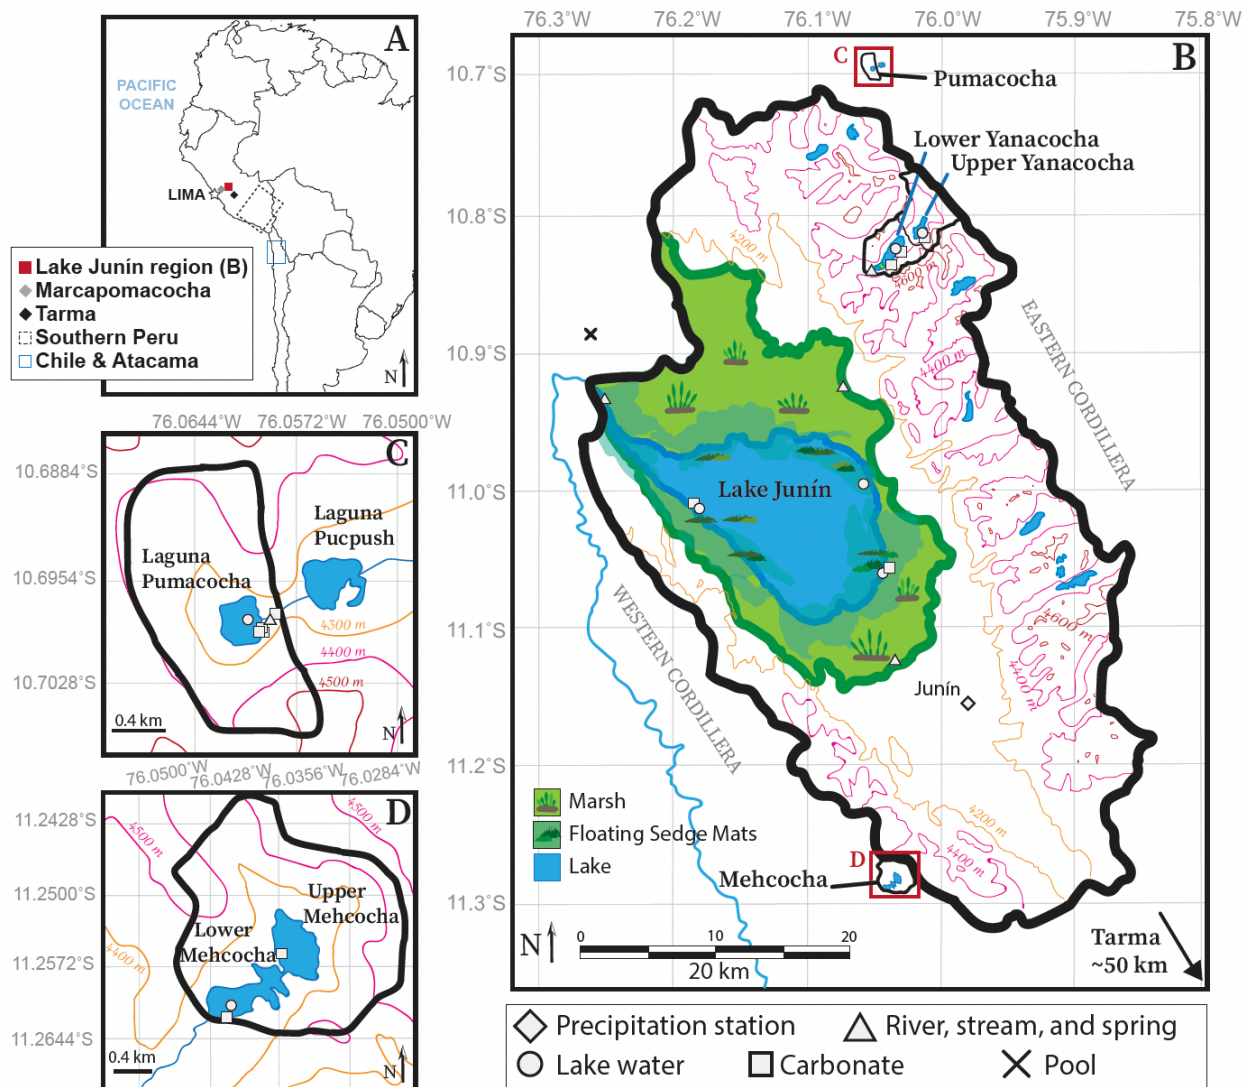 A
PACIFIC
OCEAN
LIMA
Lake Junín region (B)
Marcapomacocha
Tarma
Southern Peru
Chile & Atacama
N
76.3°W
76.2°W
76.1°W
76.0°W
75.9°W
75.8°W
10.7°S
10.8°S
10.9°S
11.0°S
11.1°S
11.2°S
11.3°S
B
C
Pumacocha
Lower Yanacocha
Upper Yanacocha
4200 m
4600 m
4400 m
EASTERN CORDILLERA
Lake Junín
WESTERN CORDILLERA
4600 m
4400 m
Junín
4200 m
4400 m
Marsh
Floating Sedge Mats
Lake
D
Mehcocha
N
0
10
20
20 km
Tarma
~50 km
76.0644°W
76.0572°W
76.0500°W
10.6884°S
10.6954°S
10.7028°S
C
Laguna
Pucpush
Laguna
Pumacocha
4300 m
4400 m
4500 m
0.4 km
N
76.0500°W
76.0428°W
76.0356°W
76.0284°W
11.2428°S
11.2500°S
11.2572°S
11.2644°S
D
4500 m
4500 m
Upper
Mehcocha
Lower
Mehcocha
4400 m
0.4 km
N
Precipitation station
River, stream, and spring
Lake water
Carbonate
Pool